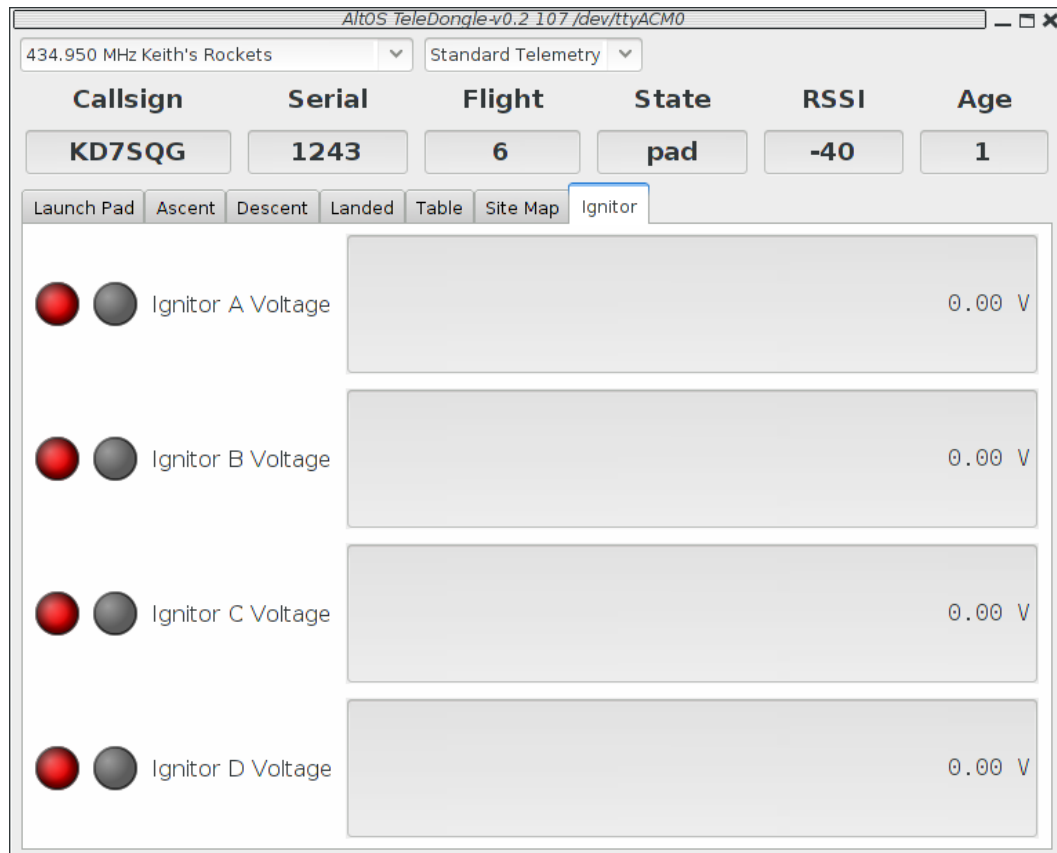 AltOS TeleDongle-v0.2 107 /dev/ttyACM0
434.950 MHz Keith's Rockets Standard Telemetry
Callsign Serial Flight State RSSI Age
KD7SQG 1243 6 pad -40 1
Launch Pad Ascent Descent Landed Table Site Map Ignitor
Ignitor A Voltage 0.00 V
Ignitor B Voltage 0.00 V
Ignitor C Voltage 0.00 V
Ignitor D Voltage 0.00 V